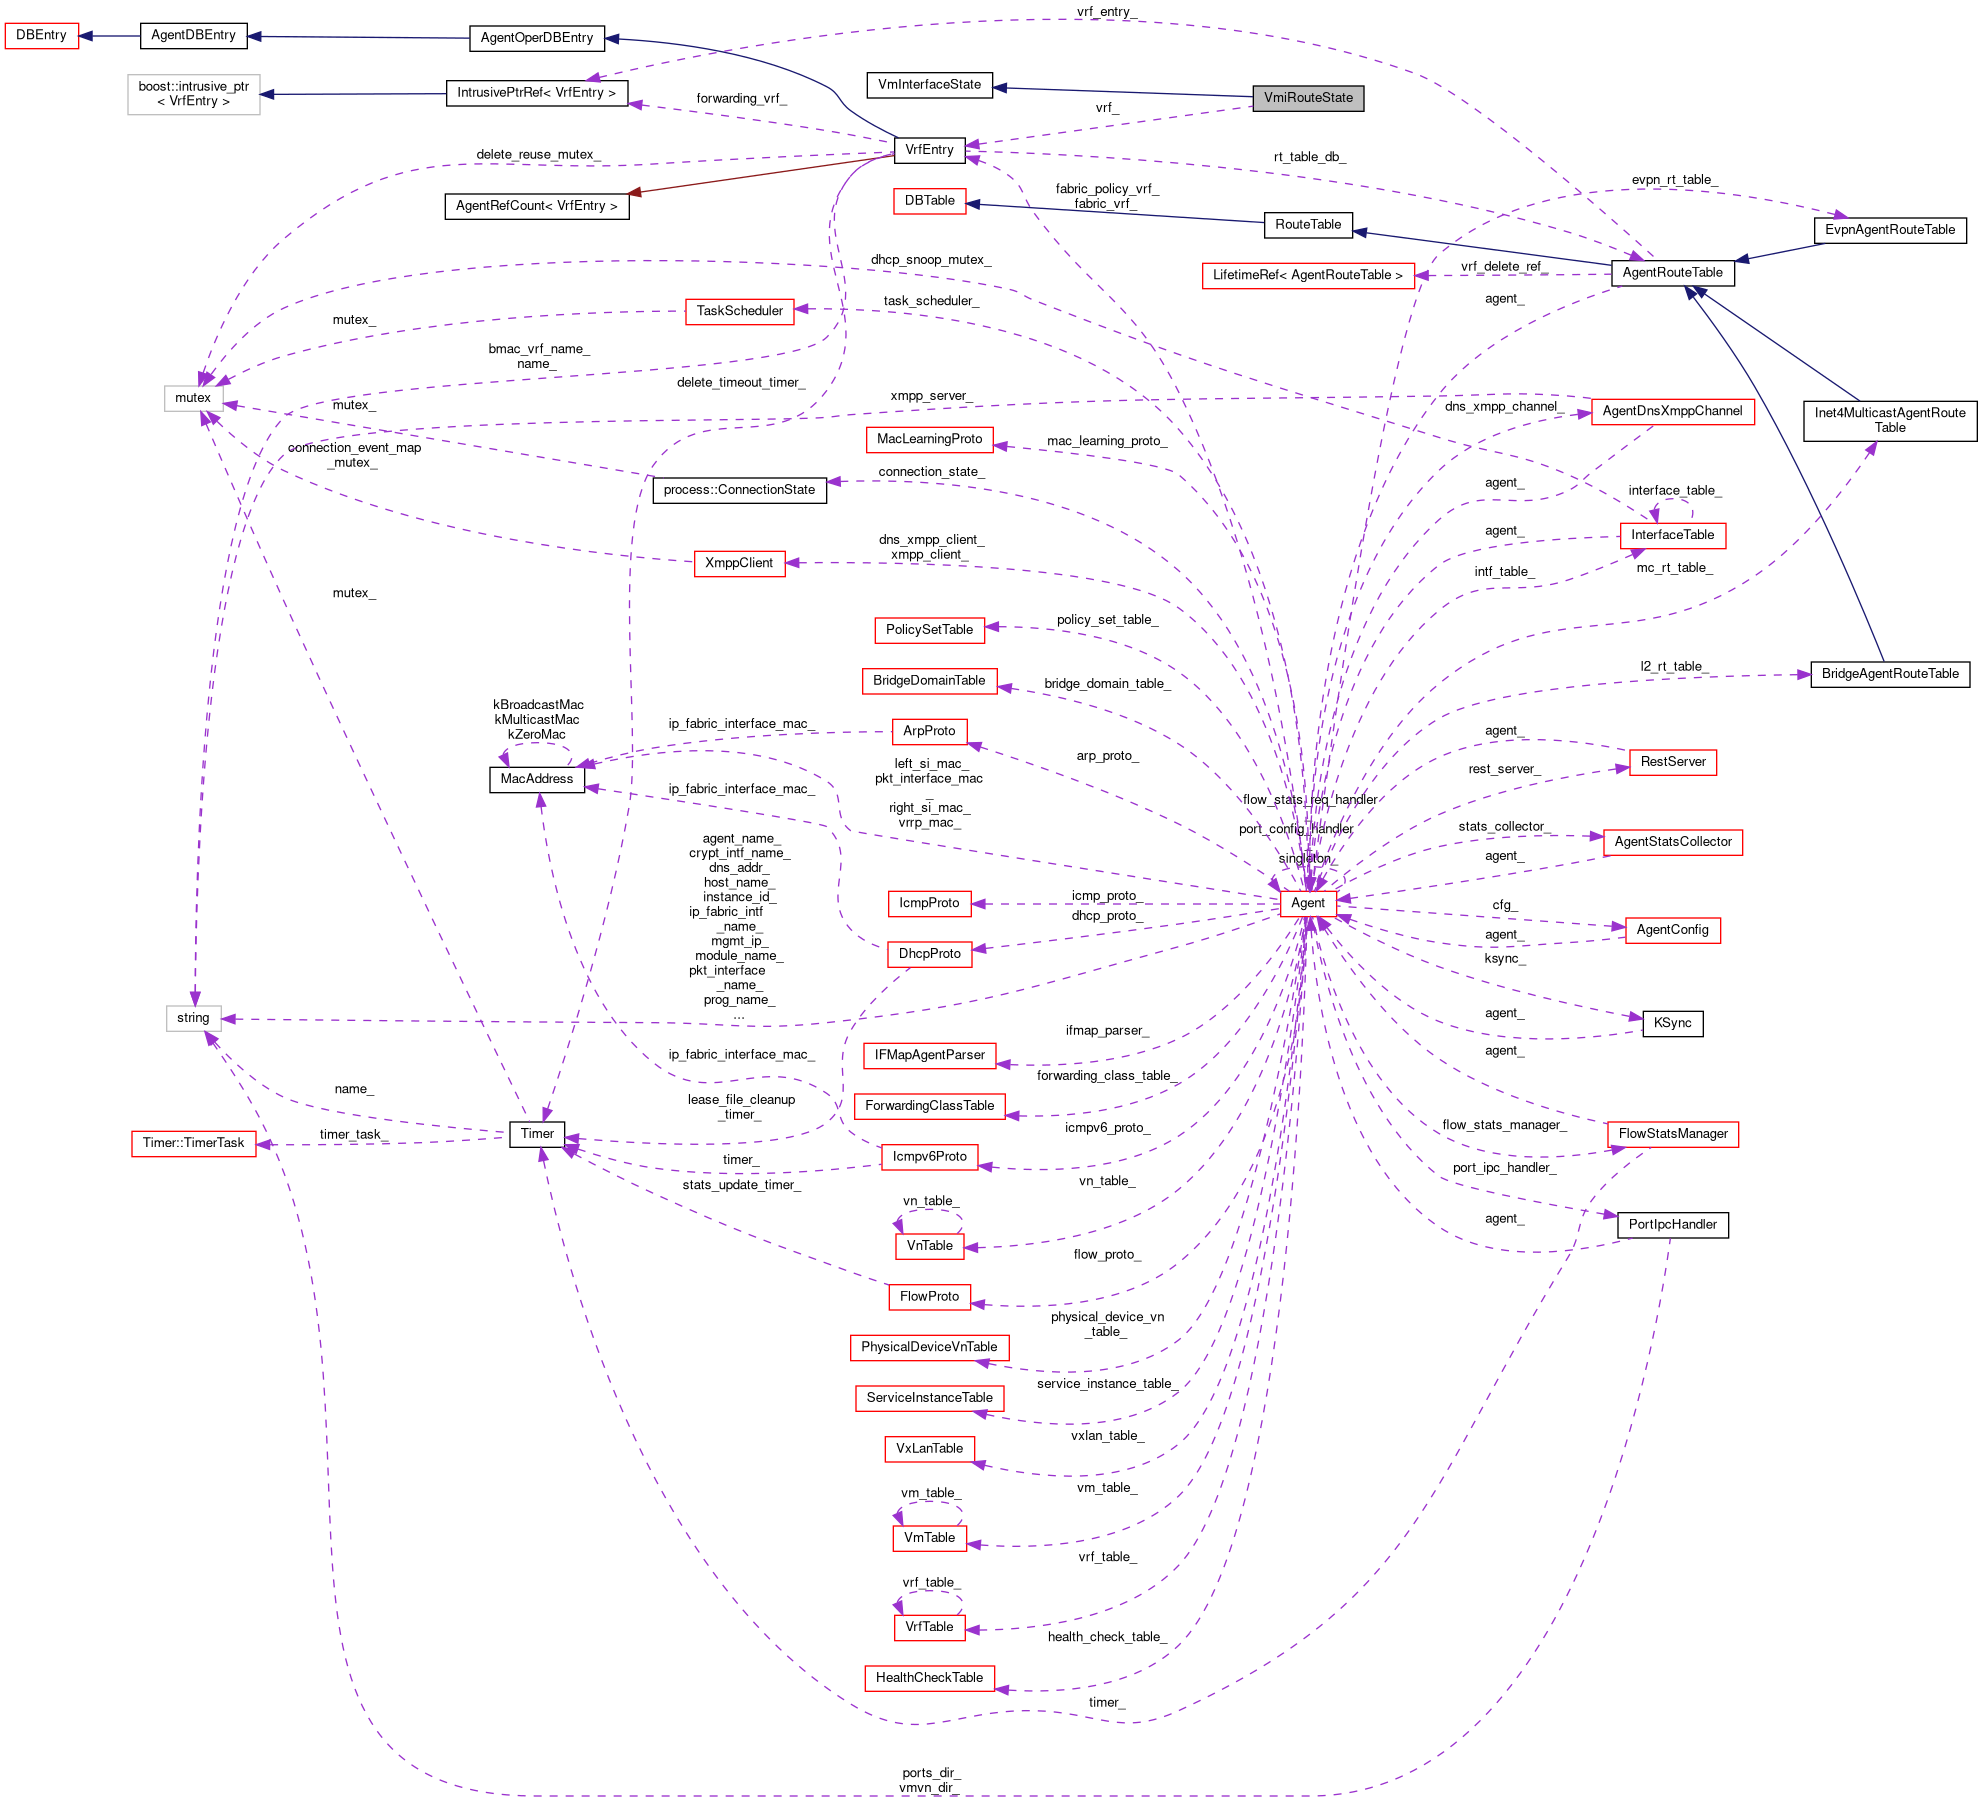 vrf_entry_
DBEntry
AgentDBEntry
AgentOperDBEntry
boost::intrusive_ptr
< VrfEntry >
IntrusivePtrRef< VrfEntry >
forwarding_vrf_
VmInterfaceState
VmiRouteState
vrf_
delete_reuse_mutex_
VrfEntry
rt_table_db_
AgentRefCount< VrfEntry >
DBTable
fabric_policy_vrf_
fabric_vrf_
evpn_rt_table_
RouteTable
EvpnAgentRouteTable
dhcp_snoop_mutex_
LifetimeRef< AgentRouteTable >
vrf_delete_ref_
AgentRouteTable
TaskScheduler
task_scheduler_
agent_
mutex_
bmac_vrf_name_
name_
delete_timeout_timer_
mutex
mutex_
xmpp_server_
dns_xmpp_channel_
AgentDnsXmppChannel
Inet4MulticastAgentRoute
Table
MacLearningProto
mac_learning_proto_
connection_event_map
_mutex_
process::ConnectionState
connection_state_
agent_
interface_table_
dns_xmpp_client_
xmpp_client_
agent_
InterfaceTable
XmppClient
intf_table_
mc_rt_table_
mutex_
PolicySetTable
policy_set_table_
BridgeDomainTable
bridge_domain_table_
l2_rt_table_
BridgeAgentRouteTable
kBroadcastMac
kMulticastMac
kZeroMac
ip_fabric_interface_mac_
ArpProto
arp_proto_
agent_
RestServer
rest_server_
MacAddress
ip_fabric_interface_mac_
left_si_mac_
pkt_interface_mac
_
right_si_mac_
vrrp_mac_
flow_stats_req_handler
port_config_handler
singleton_
stats_collector_
AgentStatsCollector
agent_
agent_name_
crypt_intf_name_
dns_addr_
host_name_
instance_id_
ip_fabric_intf
_name_
mgmt_ip_
module_name_
pkt_interface
_name_
prog_name_
...
IcmpProto
icmp_proto_
Agent
cfg_
dhcp_proto_
DhcpProto
AgentConfig
agent_
ksync_
string
agent_
KSync
ifmap_parser_
IFMapAgentParser
ip_fabric_interface_mac_
agent_
name_
forwarding_class_table_
ForwardingClassTable
lease_file_cleanup
_timer_
Timer::TimerTask
timer_task_
Timer
icmpv6_proto_
flow_stats_manager_
FlowStatsManager
timer_
Icmpv6Proto
port_ipc_handler_
stats_update_timer_
vn_table_
vn_table_
agent_
PortIpcHandler
VnTable
flow_proto_
FlowProto
physical_device_vn
_table_
PhysicalDeviceVnTable
service_instance_table_
ServiceInstanceTable
vxlan_table_
VxLanTable
vm_table_
vm_table_
VmTable
vrf_table_
vrf_table_
VrfTable
health_check_table_
HealthCheckTable
timer_
ports_dir_
vmvn_dir_